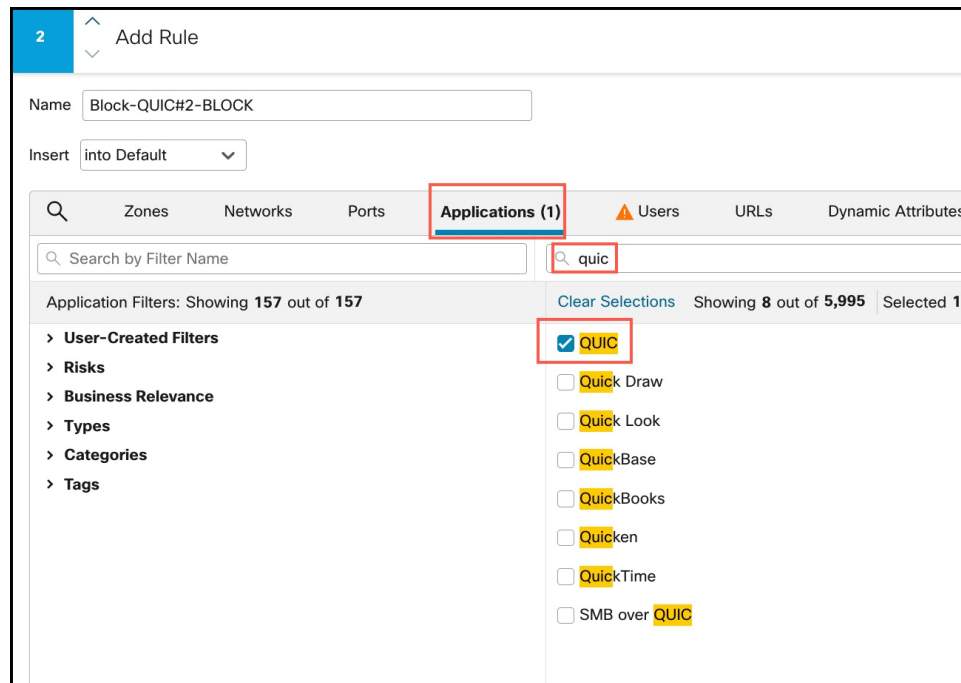 2
Add Rule
Name Block-QUIC#2-BLOCK
Insert into Default
Zones Networks Ports Applications (1) Users URLs Dynamic Attributes
Search by Filter Name
quic
Application Filters: Showing 157 out of 157
Clear Selections Showing 8 out of 5,995 Selected 1
User-Created Filters
Risks
Business Relevance
Types
Categories
Tags
QUIC
Quick Draw
Quick Look
QuickBase
QuickBooks
Quicken
QuickTime
SMB over QUIC